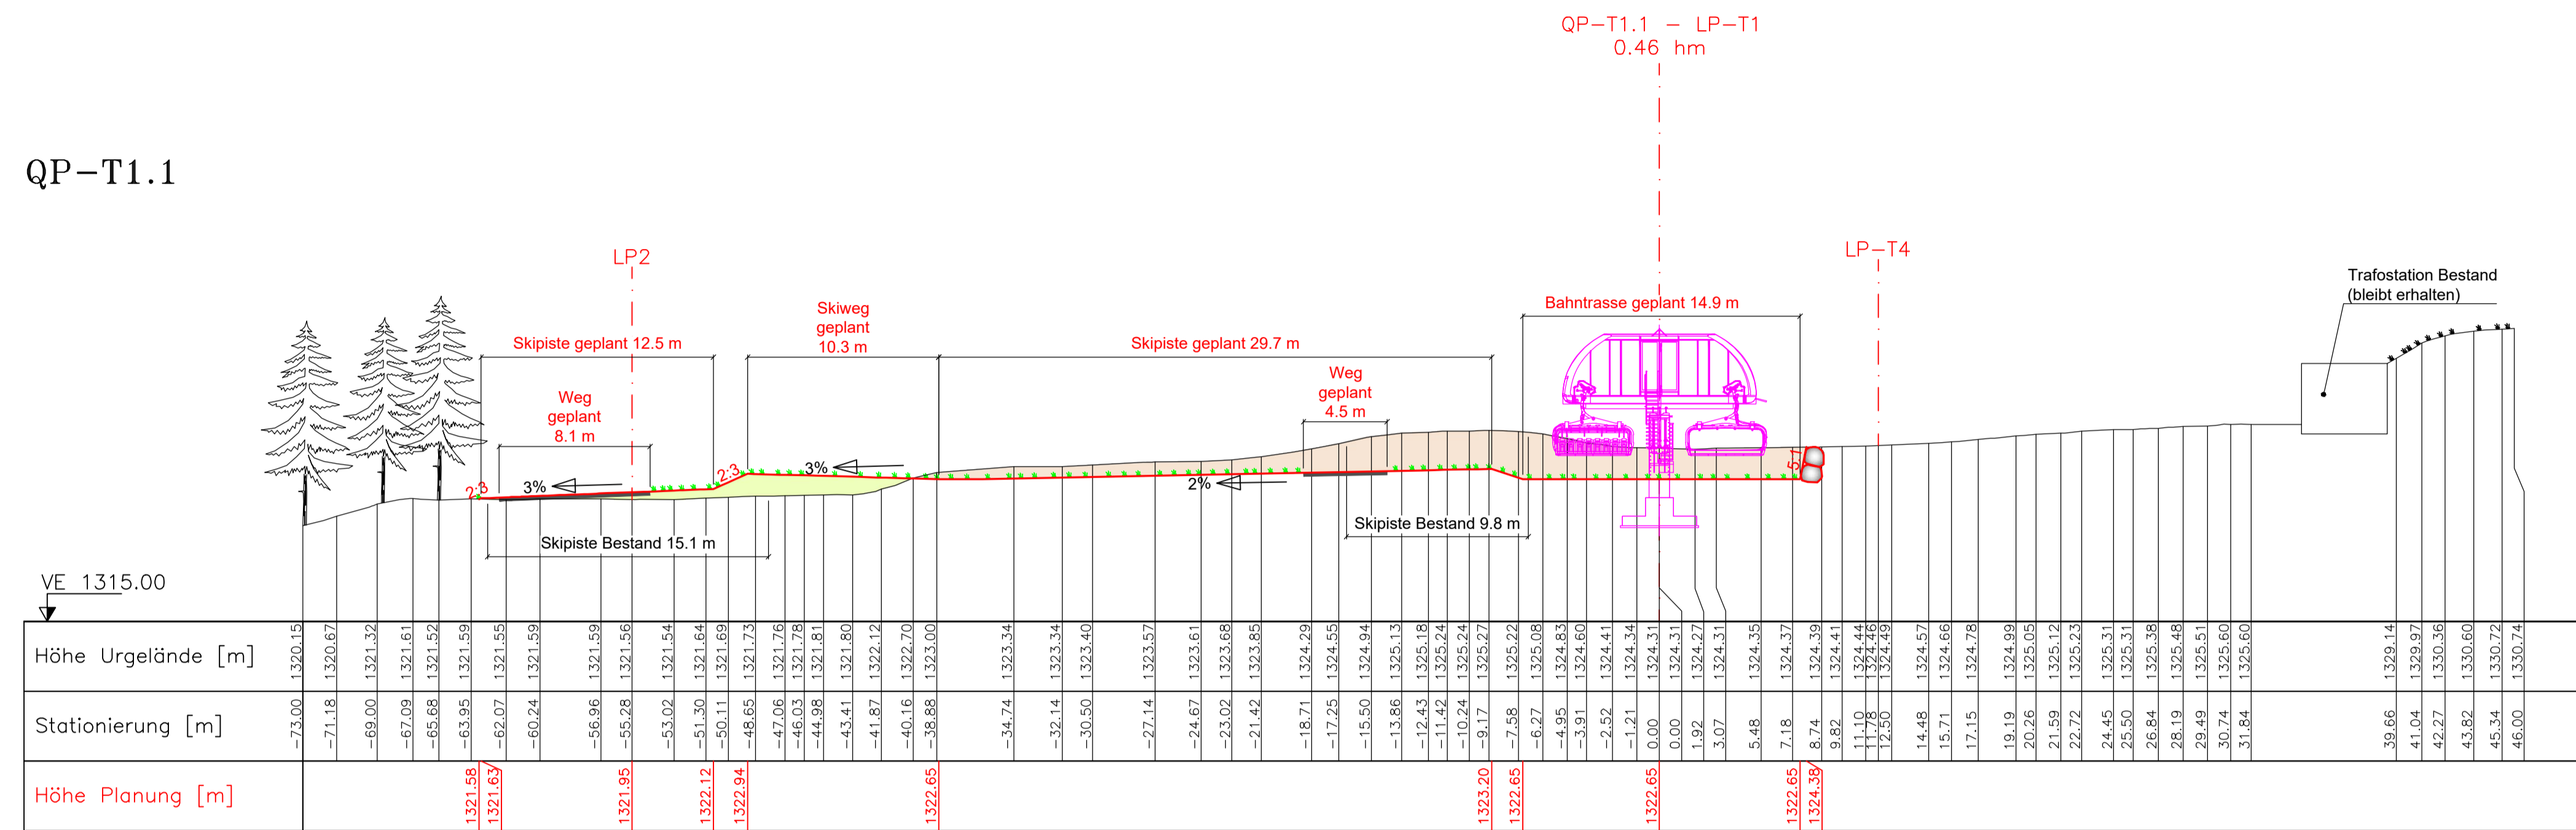 QP-T1.1 - LP-T1
0.46 hm
QP-T1.1
LP2
LP-T4
Trafostation Bestand
(bleibt erhalten)
Skiweg
geplant
10.3 m
Bahntrasse geplant 14.9 m
Skipiste geplant 12.5 m
Skipiste geplant 29.7 m
Weg
geplant
8.1 m
Weg
geplant
4.5 m
2:3
3%
2:3
3%
2%
5:1
Skipiste Bestand 15.1 m
Skipiste Bestand 9.8 m
VE 1315.00
Höhe Urgelände [m] 1320.15 1320.67 1321.32 1321.61 1321.52 1321.59 1321.55 1321.59 1321.59 1321.56 1321.54 1321.64 1321.69 1321.73 1321.76 1321.78 1321.81 1321.80 1322.12 1322.70 1323.00 1323.34 1323.34 1323.40 1323.57 1323.61 1323.68 1323.85 1324.29 1324.55 1324.94 1325.13 1325.18 1325.24 1325.24 1325.27 1325.22 1325.08 1324.83 1324.60 1324.41 1324.34 1324.31 1324.31 1324.27 1324.31 1324.35 1324.37 1324.39 1324.41 1324.44 1324.46 1324.49 1324.57 1324.66 1324.78 1324.99 1325.05 1325.12 1325.23 1325.31 1325.31 1325.38 1325.48 1325.51 1325.60 1325.60 1329.14 1329.97 1330.36 1330.60 1330.72 1330.74
Stationierung [m] -73.00 -71.18 -69.00 -67.09 -65.68 -63.95 -62.07 -60.24 -56.96 -55.28 -53.02 -51.30 -50.11 -48.65 -47.06 -46.03 -44.98 -43.41 -41.87 -40.16 -38.88 -34.74 -32.14 -30.50 -27.14 -24.67 -23.02 -21.42 -18.71 -17.25 -15.50 -13.86 -12.43 -11.42 -10.24 -9.17 -7.58 -6.27 -4.95 -3.91 -2.52 -1.21 0.00 0.00 1.92 3.07 5.48 7.18 8.74 9.82 11.10 11.78 12.50 14.48 15.71 17.15 19.19 20.26 21.59 22.72 24.45 25.50 26.84 28.19 29.49 30.74 31.84 39.66 41.04 42.27 43.82 45.34 46.00
Höhe Planung [m] 1321.58 1321.63 1321.95 1322.12 1322.94 1322.65 1323.20 1322.65 1322.65 1322.65 1324.38